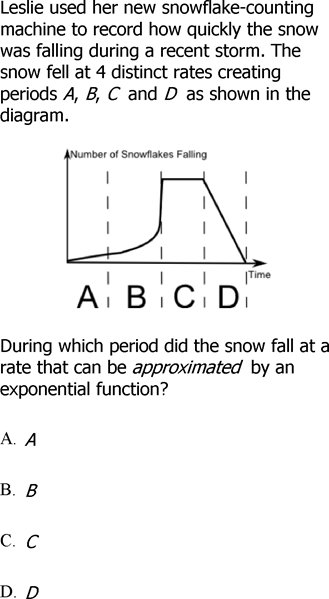 Leslie used her new snowflake-counting
machine to record how quickly the snow
was falling during a recent storm. The
snow fell at 4 distinct rates creating
periods A, B, C and D as shown in the
diagram.
Number of Snowflakes Falling
Time
A B C D
During which period did the snow fall at a
rate that can be approximated by an
exponential function?
A. A
B. B
C. C
D. D